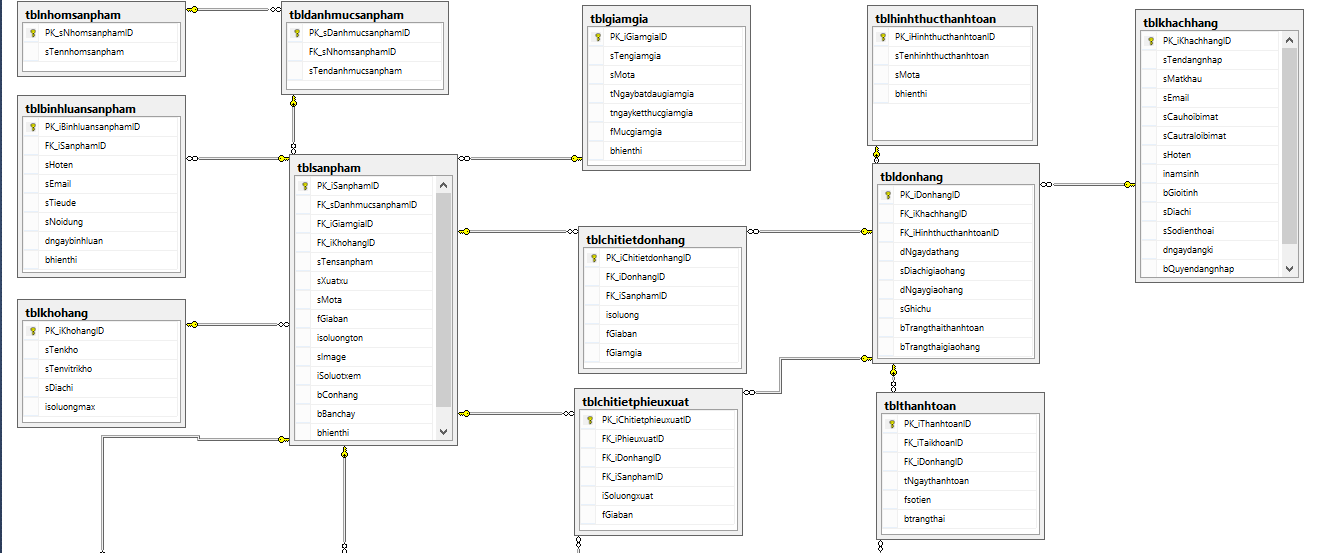 tblnhomsanpham
PK_sNhomsanphamID
sTennhomsanpham
tbldanhmucsanpham
PK_sDanhmucsanphamID
FK_sNhomsanphamID
sTendanhmucsanpham
tblgiamgia
PK_iGiamgiaID
sTengiamgia
sMota
tNgaybatdaugiamgia
tngayketthucgiamgia
fMucgiamgia
bhienthi
tblhinhthucthanhtoan
PK_iHinhthucthanhtoanID
sTenhinhthucthanhtoan
sMota
bhienthi
tblkhachhang
PK_iKhachhangID
sTendangnhap
sMatkhau
sEmail
sCauhoibimat
sCautraloibimat
sHoten
inamsinh
bGioitinh
sDiachi
sSodienthoai
dngaydangki
bQuyendangnhap
tblbinhluansanpham
PK_iBinhluansanphamID
FK_iSanphamID
sHoten
sEmail
sTieude
sNoidung
dngaybinhluan
bhienthi
tblsanpham
PK_iSanphamID
FK_sDanhmucsanphamID
FK_iGiamgiaID
FK_iKhohangID
sTensanpham
sXuatxu
sMota
fGiaban
isoluongton
sImage
iSoluotxem
bConhang
bBanchay
bhienthi
tbldonhang
PK_iDonhangID
FK_iKhachhangID
FK_iHinhthucthanhtoanID
dNgaydathang
sDiachigiaohang
dNgaygiaohang
sGhichu
bTrangthaithanhtoan
bTrangthaigiaohang
tblchitietdonhang
PK_iChitietdonhangID
FK_iDonhangID
FK_iSanphamID
isoluong
fGiaban
fGiamgia
tblkhohang
PK_iKhohangID
sTenkho
sTenvitrikho
sDiachi
isoluongmax
tblchitietphieuxuat
PK_iChitietphieuxuatID
FK_iPhieuxuatID
FK_iDonhangID
FK_iSanphamID
iSoluongxuat
fGiaban
tblthanhtoan
PK_iThanhtoanID
FK_iTaikhoanID
FK_iDonhangID
tNgaythanhtoan
fsotien
btrangthai